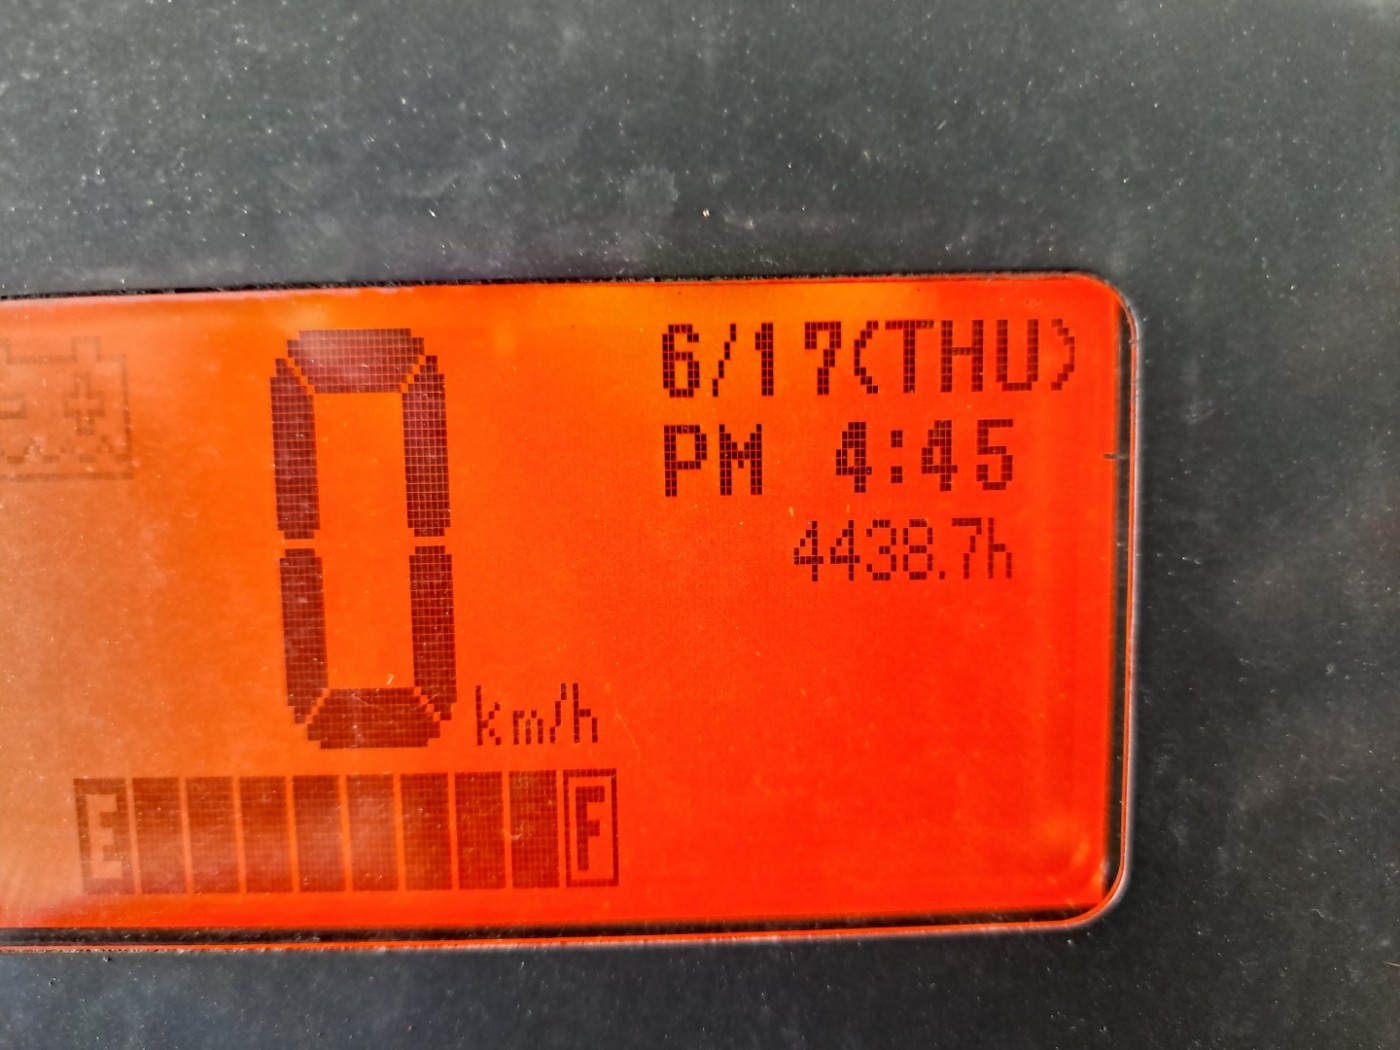 6/17(THU)
PM 4:45
4438.7h
0 km/h
E F